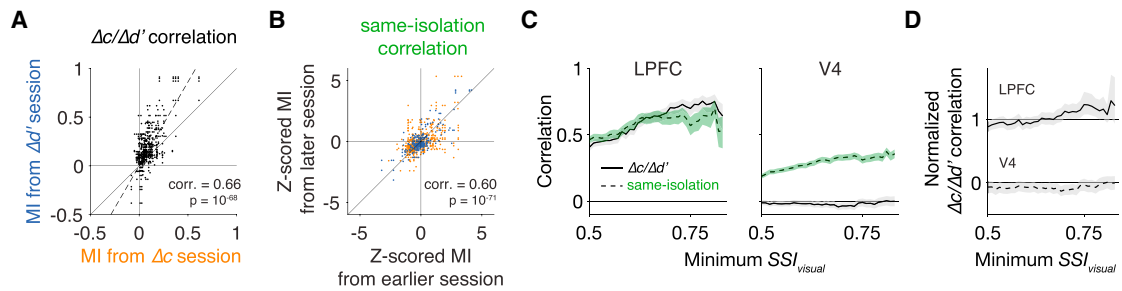 A
Δc/Δd’ correlation
MI from Δd’ session
1
0.5
0
-0.5
corr. = 0.66
p = 10-68
-0.5
0
0.5
1
MI from Δc session
B
same-isolation
correlation
Z-scored MI
from later session
5
0
-5
corr. = 0.60
p = 10-71
-5
0
5
Z-scored MI
from earlier session
C
LPFC
V4
Correlation
1
0.5
0
Δc/Δd’
same-isolation
0.5
0.75
0.5
0.75
Minimum SSIvisual
D
Normalized
Δc/Δd’ correlation
LPFC
1
V4
0
0.5
0.75
Minimum SSIvisual